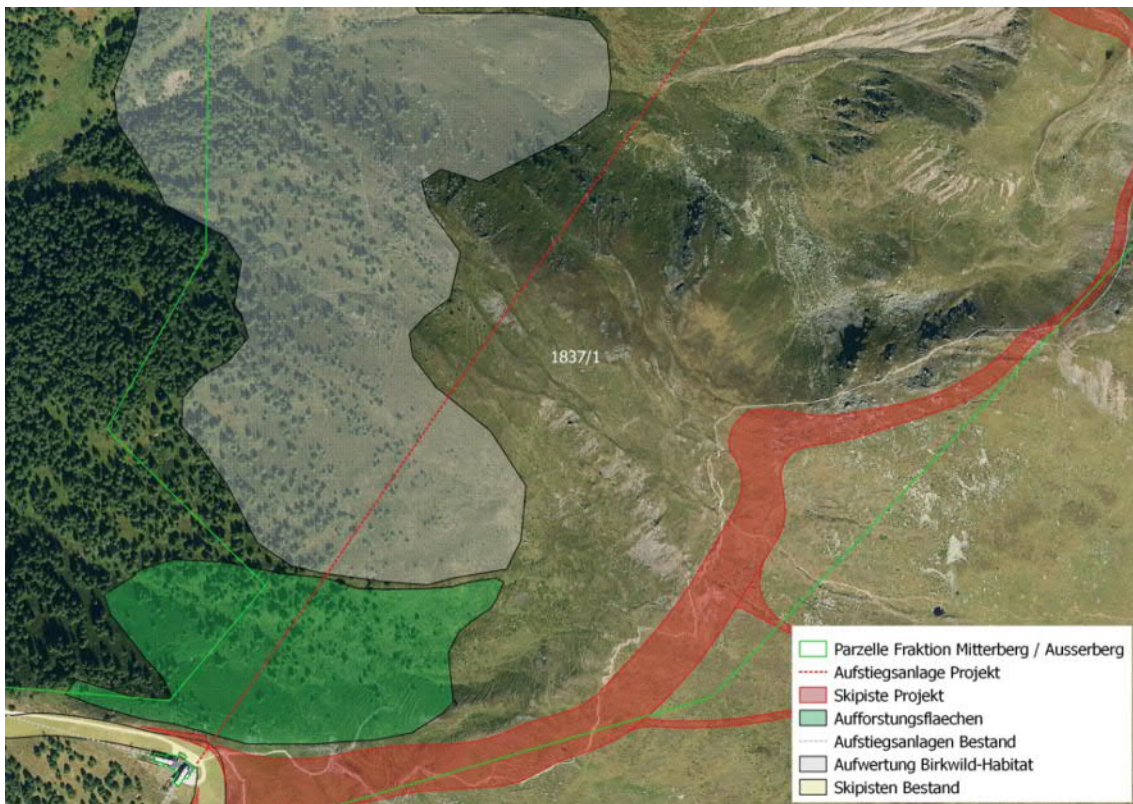 1837/1
Parzelle Fraktion Mitterberg / Ausserberg
Aufstiegsanlage Projekt
Skipiste Projekt
Aufforstungsflaechen
Aufstiegsanlagen Bestand
Aufwertung Birkwild-Habitat
Skipisten Bestand